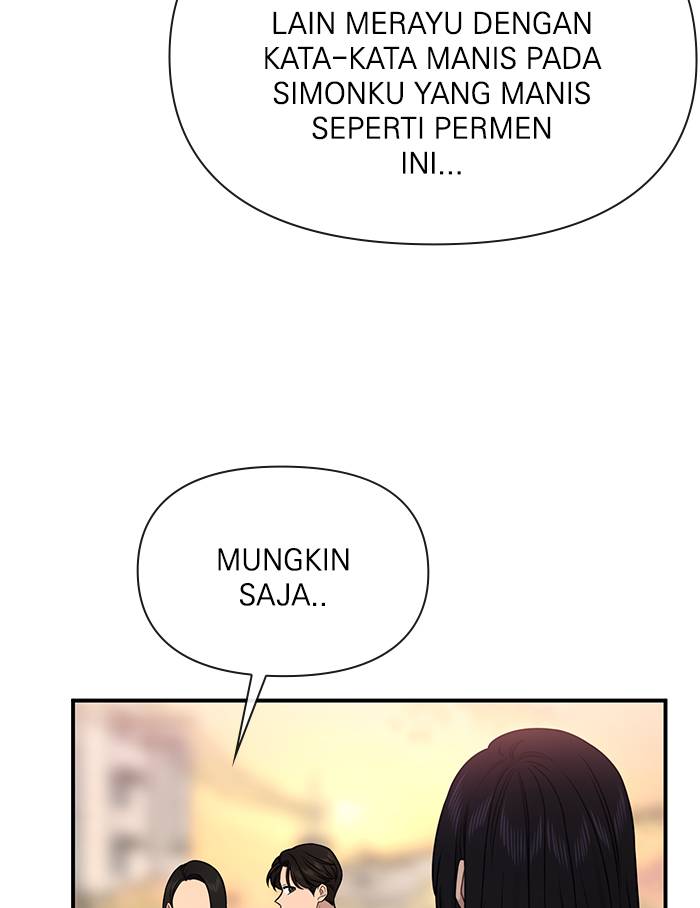 LAIN MERAYU DENGAN
KATA-KATA MANIS PADA
SIMONKU YANG MANIS
SEPERTI PERMEN
INI...
MUNGKIN
SAJA..